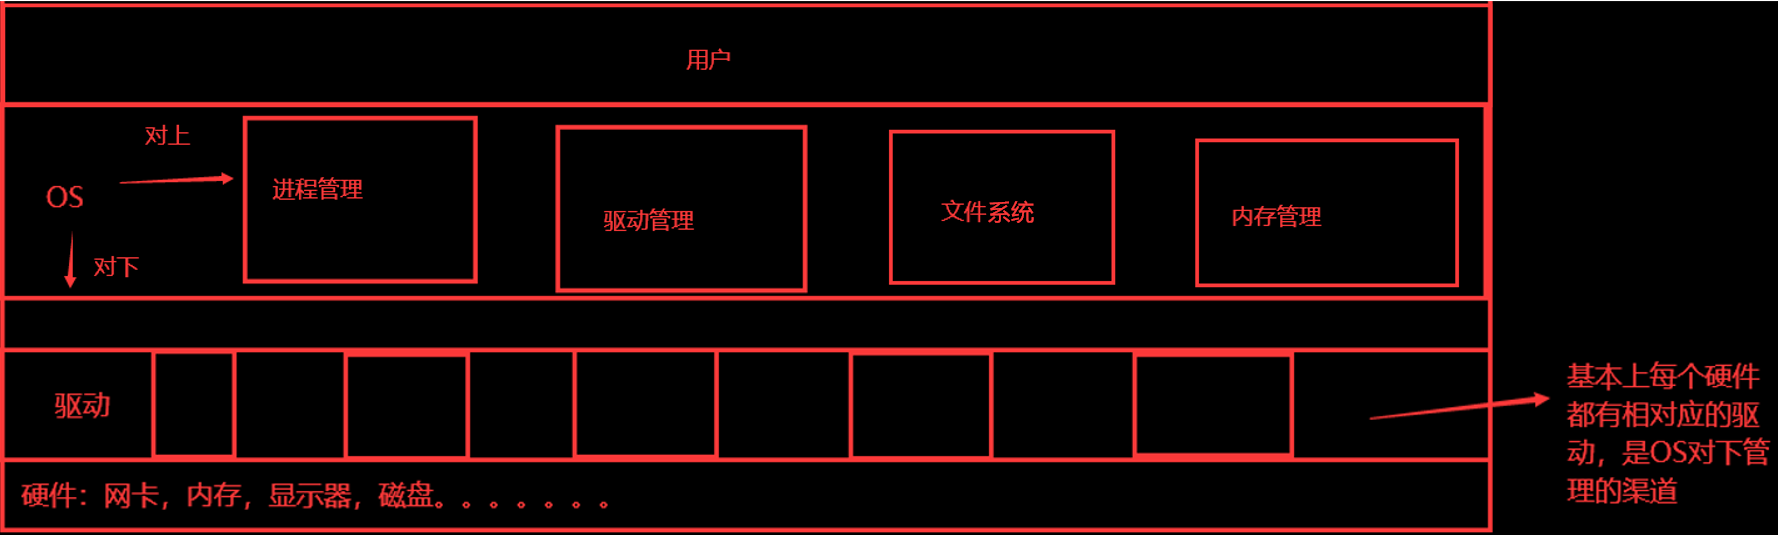 用户
对上
OS
进程管理
驱动管理
文件系统
内存管理
对下
驱动
基本上每个硬件
都有相对应的驱
动，是OS对下管
理的渠道
硬件：网卡，内存，显示器，磁盘。。。。。。。